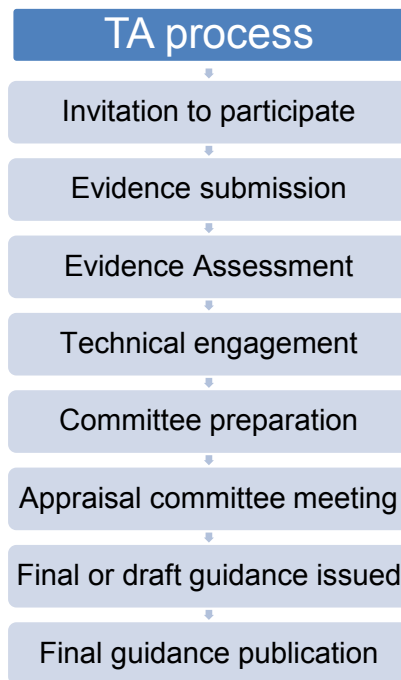 TA process
Invitation to participate
Evidence submission
Evidence Assessment
Technical engagement
Committee preparation
Appraisal committee meeting
Final or draft guidance issued
Final guidance publication